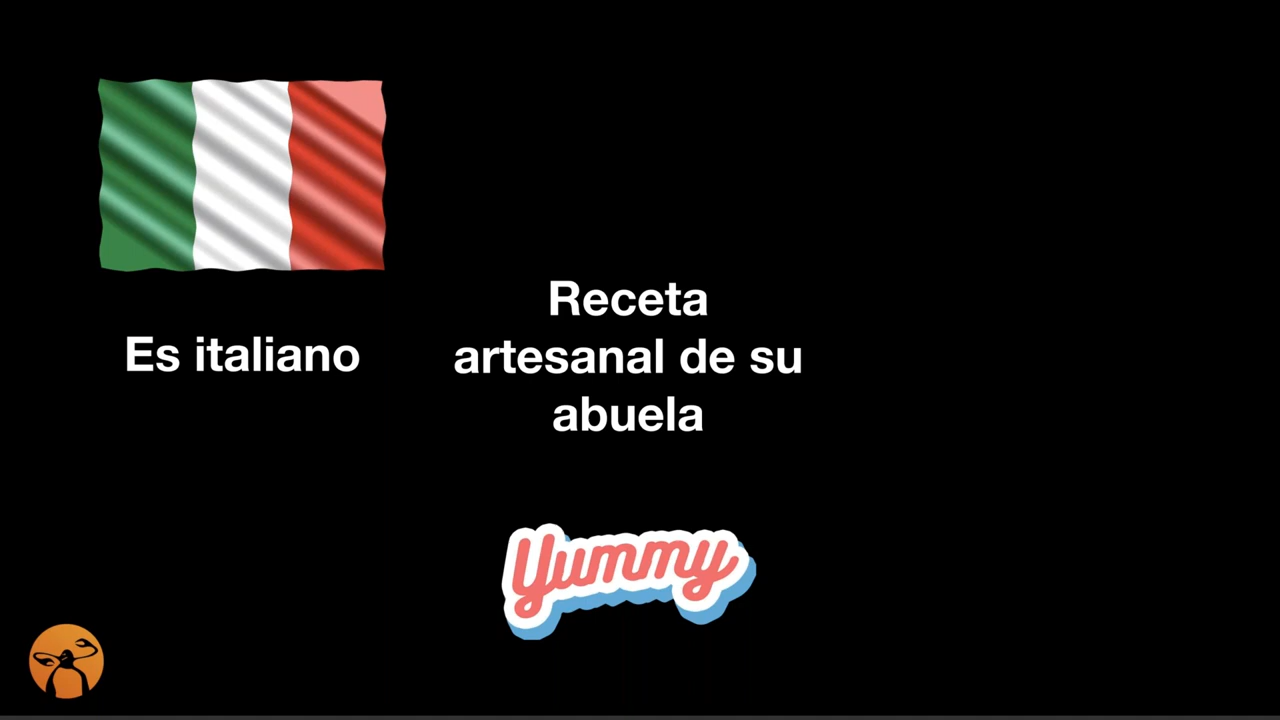 Es italiano
Receta
artesanal de su
abuela
Yummy